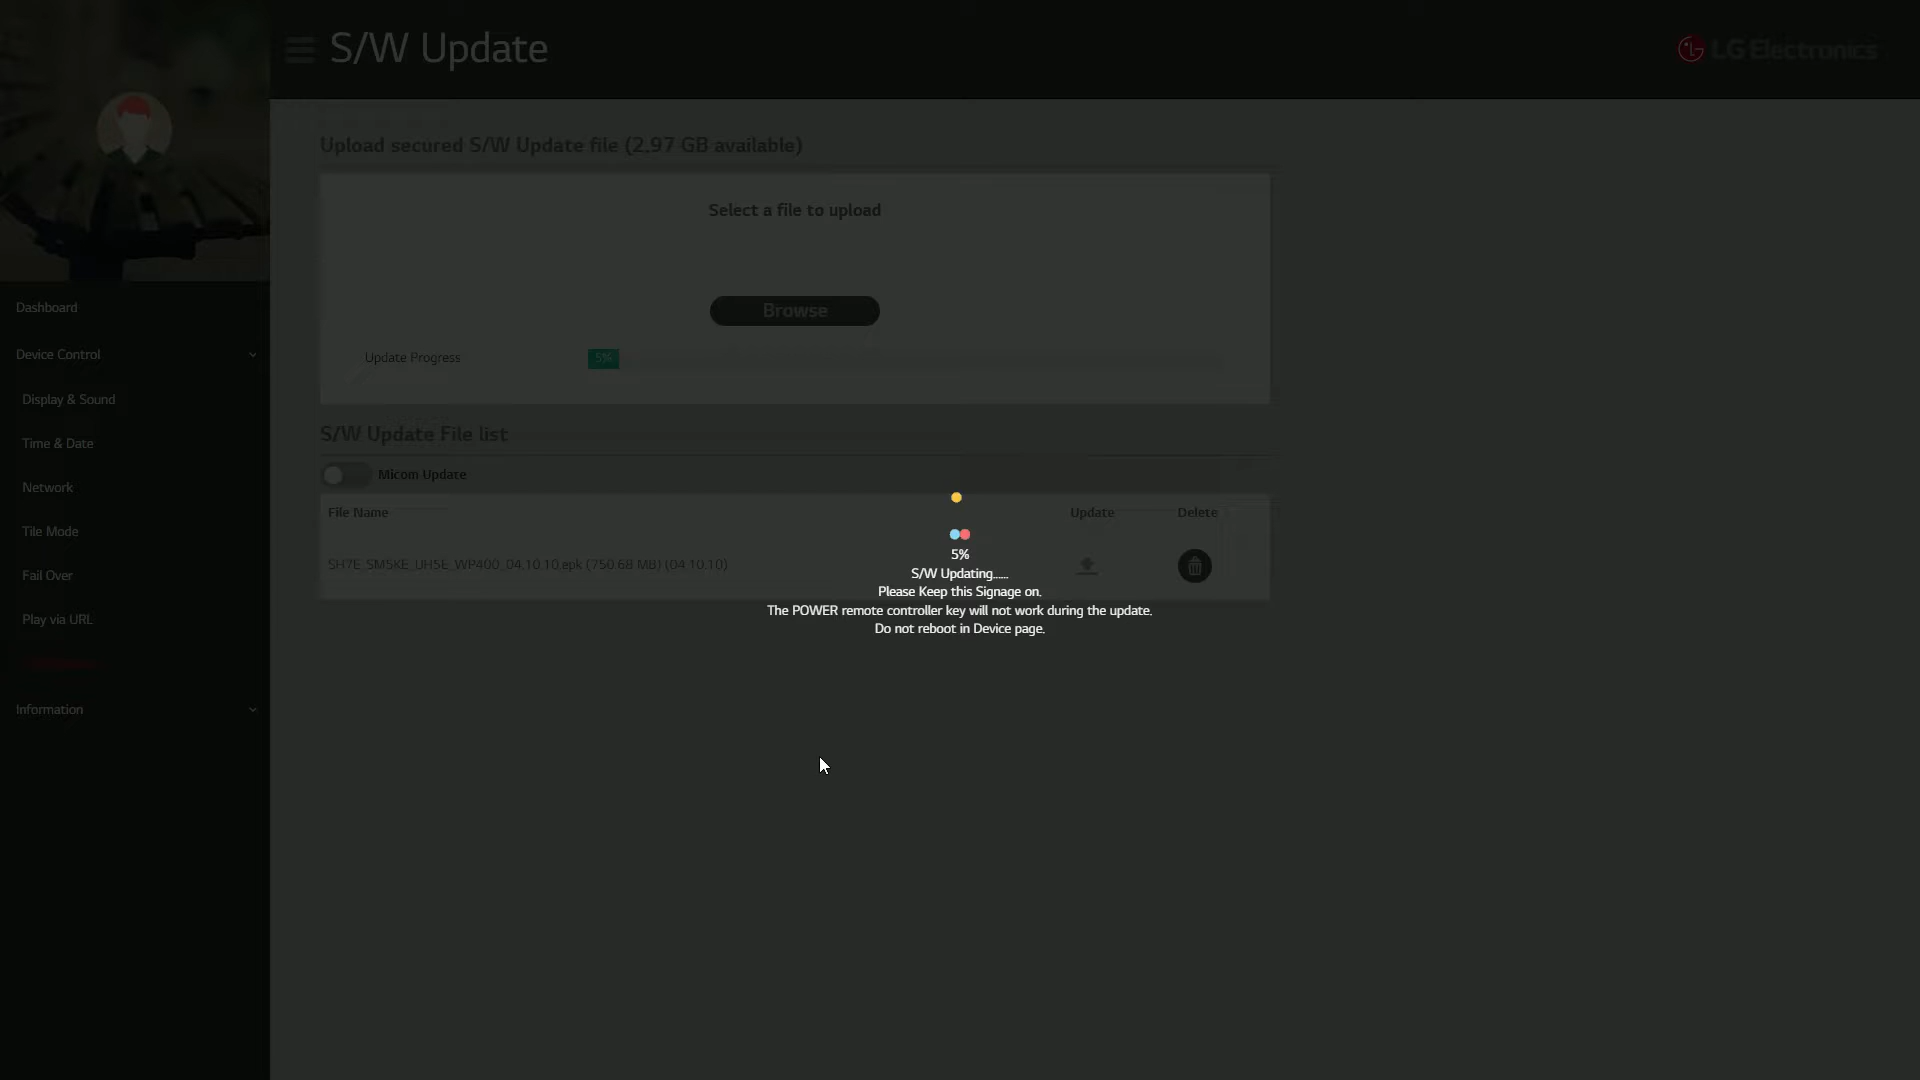 S/W Update
LG Electronics
Upload secured S/W Update file (2.97 GB available)
Select a file to upload
Browse
Update Progress
5%
Dashboard
Device Control
Display & Sound
Time & Date
Network
Tile Mode
Fail Over
Play via URL
Information
S/W Update File list
Micom Update
File Name
Update
Delete
SH7E_SM5KE_UH5E_WP400_04.10.10.epk (750.68 MB) (04.10.10)
5%
S/W Updating......
Please Keep this Signage on.
The POWER remote controller key will not work during the update.
Do not reboot in Device page.